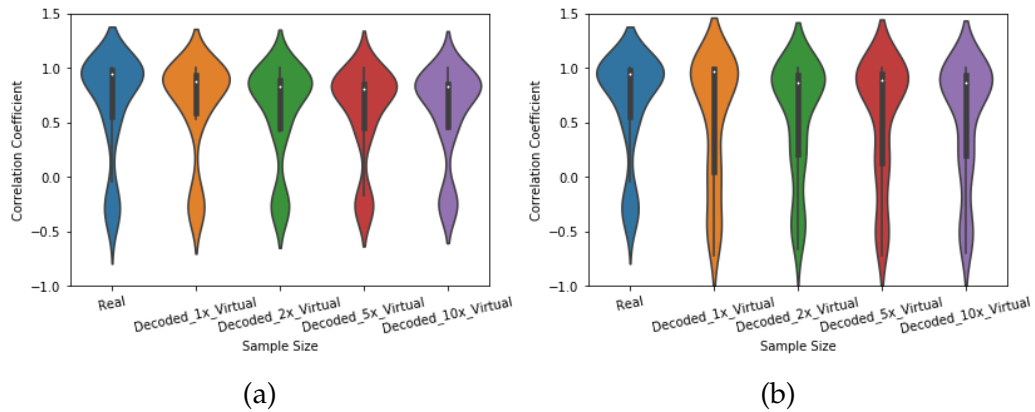 1.5
1.0
0.5
0.0
−0.5
−1.0
Correlation Coefficient
Real
Decoded_1x_Virtual
Decoded_2x_Virtual
Decoded_5x_Virtual
Decoded_10x_Virtual
Sample Size
(a)
1.5
1.0
0.5
0.0
−0.5
−1.0
Correlation Coefficient
Real
Decoded_1x_Virtual
Decoded_2x_Virtual
Decoded_5x_Virtual
Decoded_10x_Virtual
Sample Size
(b)